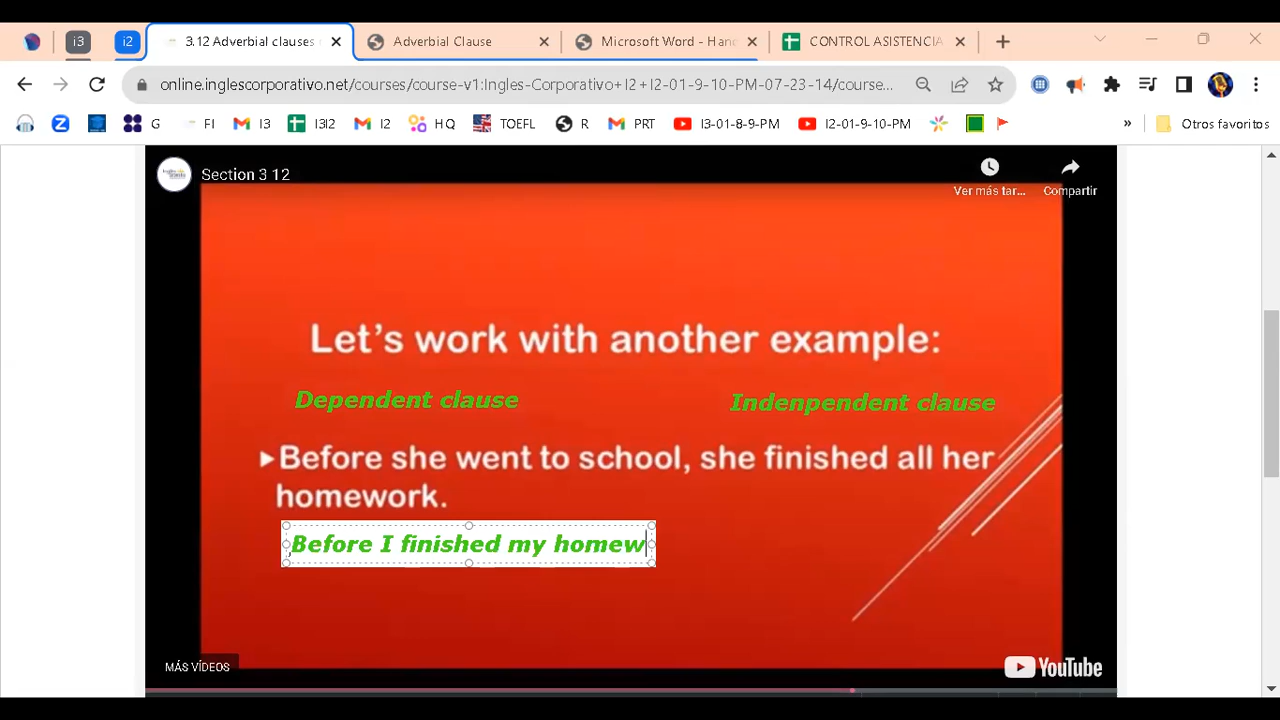 i3
i2
3.12 Adverbial clauses
Adverbial Clause
Microsoft Word - Hand
CONTROL ASISTENCIA
online.inglescorporativo.net/courses/course-v1:Ingles-Corporativo+I2+I2-01-9-10-PM-07-23-14/course...
G
FI
I3
I3I2
I2
HQ
TOEFL
R
PRT
I3-01-8-9-PM
I2-01-9-10-PM
»
Otros favoritos
Section 3 12
Ver más tar...
Compartir
Let's work with another example:
Dependent clause
Indenpendent clause
Before she went to school, she finished all her
homework.
Before I finished my homew
MÁS VÍDEOS
YouTube